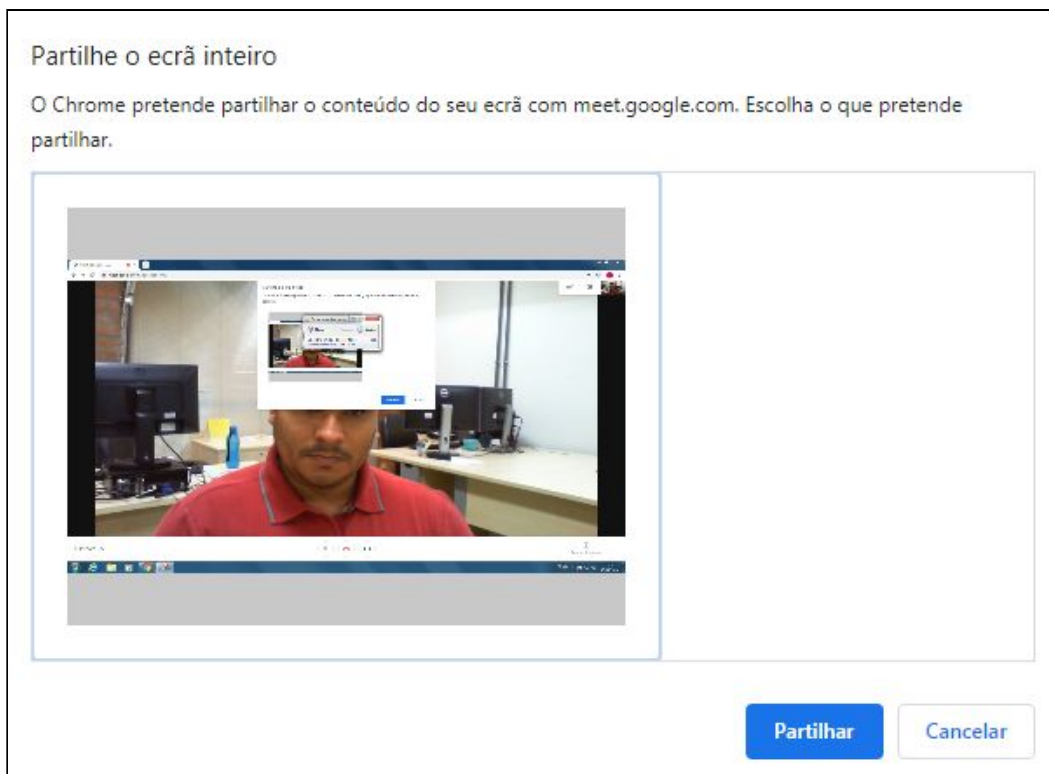 Partilhe o ecrã inteiro
O Chrome pretende partilhar o conteúdo do seu ecrã com meet.google.com. Escolha o que pretende
partilhar.
Partilhar
Cancelar